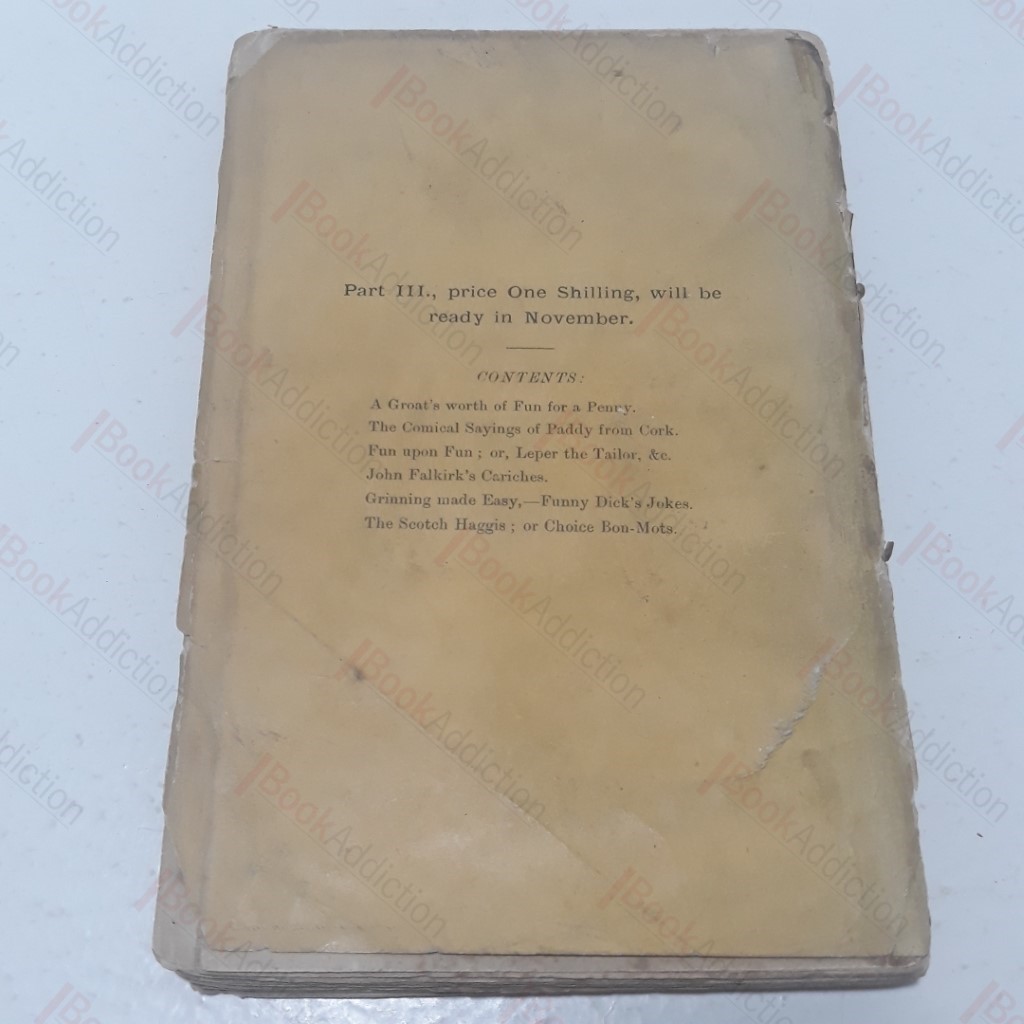 Part III., price One Shilling, will be
ready in November.
CONTENTS:
A Groat's worth of Fun for a Penny.
The Comical Sayings of Paddy from Cork.
Fun upon Fun ; or, Leper the Tailor, &c.
John Falkirk's Cariches.
Grinning made Easy,—Funny Dick's Jokes.
The Scotch Haggis ; or Choice Bon-Mots.
BookAddiction